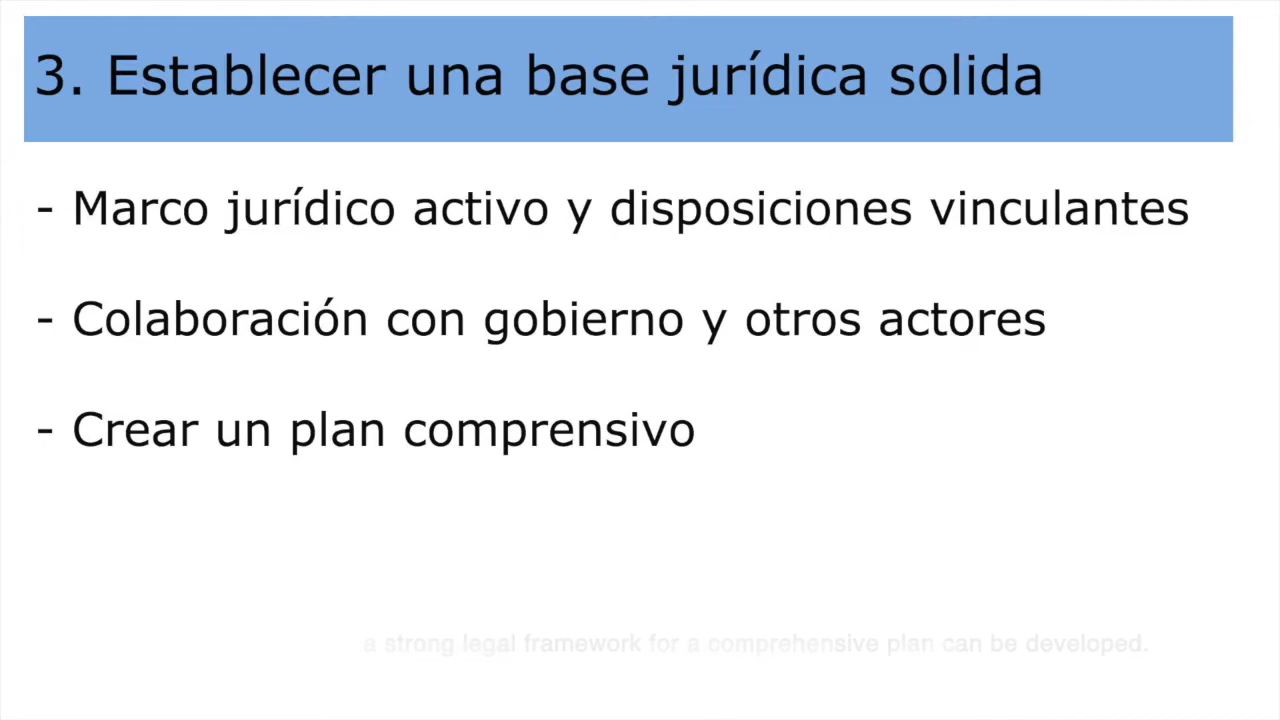 3. Establecer una base jurídica solida
- Marco jurídico activo y disposiciones vinculantes
- Colaboración con gobierno y otros actores
- Crear un plan comprensivo
a strong legal framework for a comprehensive plan can be developed.